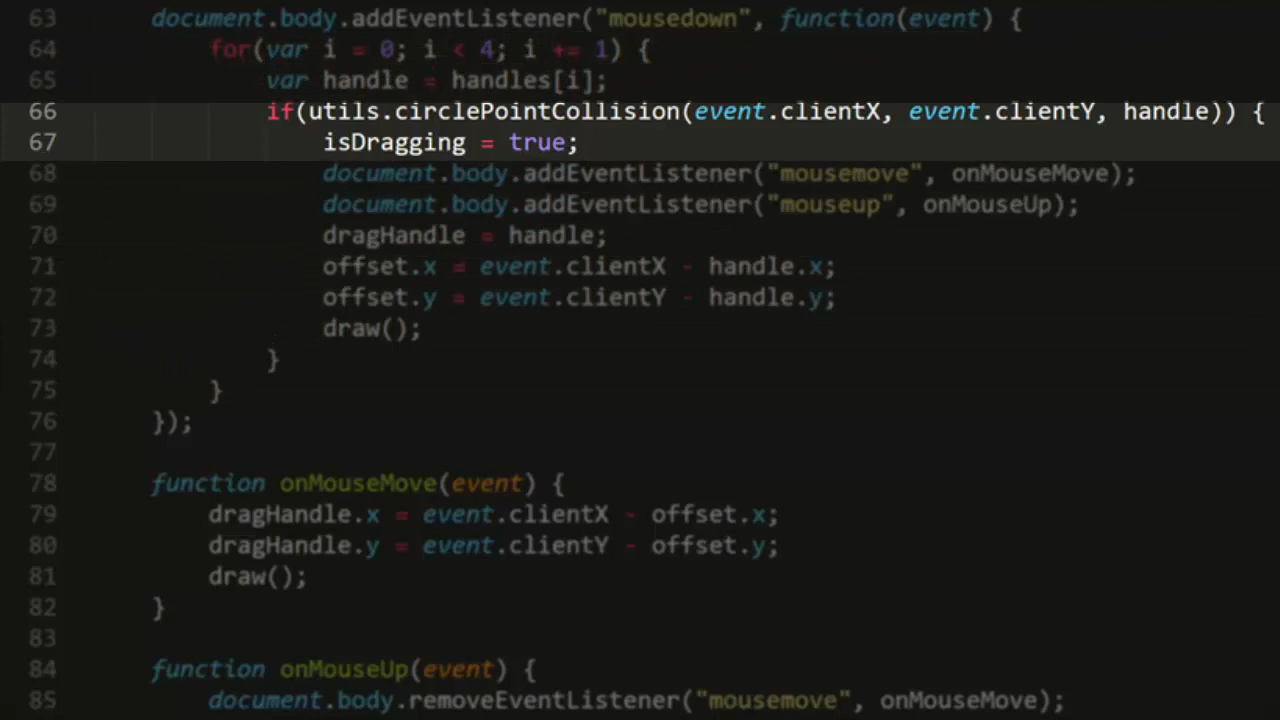 63 document.body.addEventListener("mousedown", function(event) {
64 for(var i = 0; i < 4; i += 1) {
65 var handle = handles[i];
66 if(utils.circlePointCollision(event.clientX, event.clientY, handle)) {
67 isDragging = true;
68 document.body.addEventListener("mousemove", onMouseMove);
69 document.body.addEventListener("mouseup", onMouseUp);
70 dragHandle = handle;
71 offset.x = event.clientX - handle.x;
72 offset.y = event.clientY - handle.y;
73 draw();
74 }
75 }
76 });
77
78 function onMouseMove(event) {
79 dragHandle.x = event.clientX - offset.x;
80 dragHandle.y = event.clientY - offset.y;
81 draw();
82 }
83
84 function onMouseUp(event) {
85 document.body.removeEventListener("mousemove", onMouseMove);